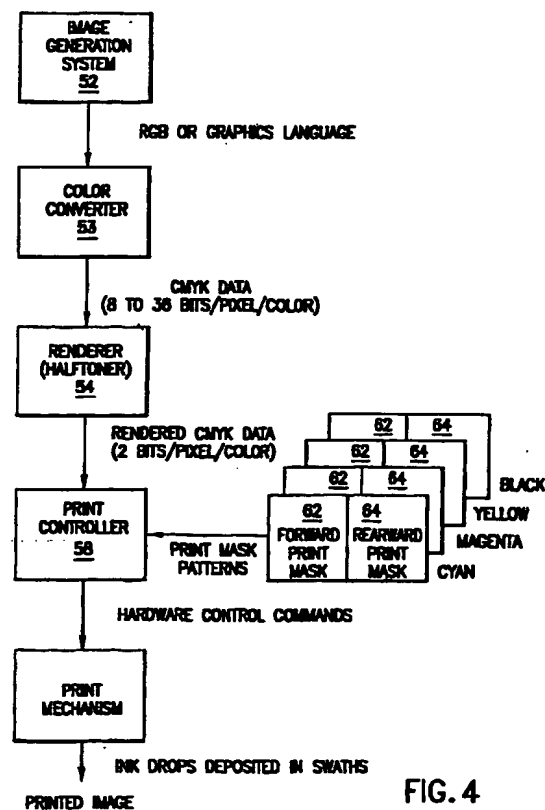 IMAGE
GENERATION
SYSTEM
52
RGB OR GRAPHICS LANGUAGE
COLOR
CONVERTER
53
CMYK DATA
(8 TO 36 BITS/PIXEL/COLOR)
RENDERER
(HALFTONER)
54
RENDERED CMYK DATA
(2 BITS/PIXEL/COLOR)
62 64
62 64
62 64
62 64
BLACK
YELLOW
MAGENTA
CYAN
FORWARD
PRINT
MASK
REARWARD
PRINT
MASK
PRINT
CONTROLLER
58
PRINT MASK
PATTERNS
HARDWARE CONTROL COMMANDS
PRINT
MECHANISM
INK DROPS DEPOSITED IN SWATHS
PRINTED IMAGE
FIG. 4